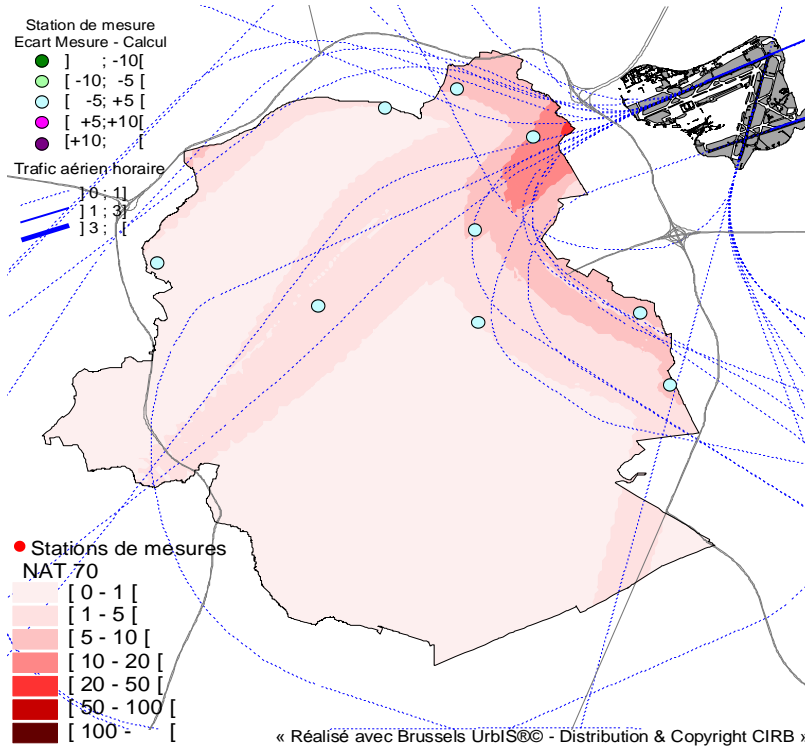 Station de mesure
Ecart Mesure - Calcul
] ; -10[
[ -10; -5 [
[ -5; +5 [
[ +5;+10[
[+10; [
Trafic aérien horaire
] 0 ; 1]
] 1 ; 3]
] 3 ; [
Stations de mesures
NAT 70
[ 0 - 1 [
[ 1 - 5 [
[ 5 - 10 [
[ 10 - 20 [
[ 20 - 50 [
[ 50 - 100 [
[ 100 - [
« Réalisé avec Brussels UrbIS®© - Distribution & Copyright CIRB »